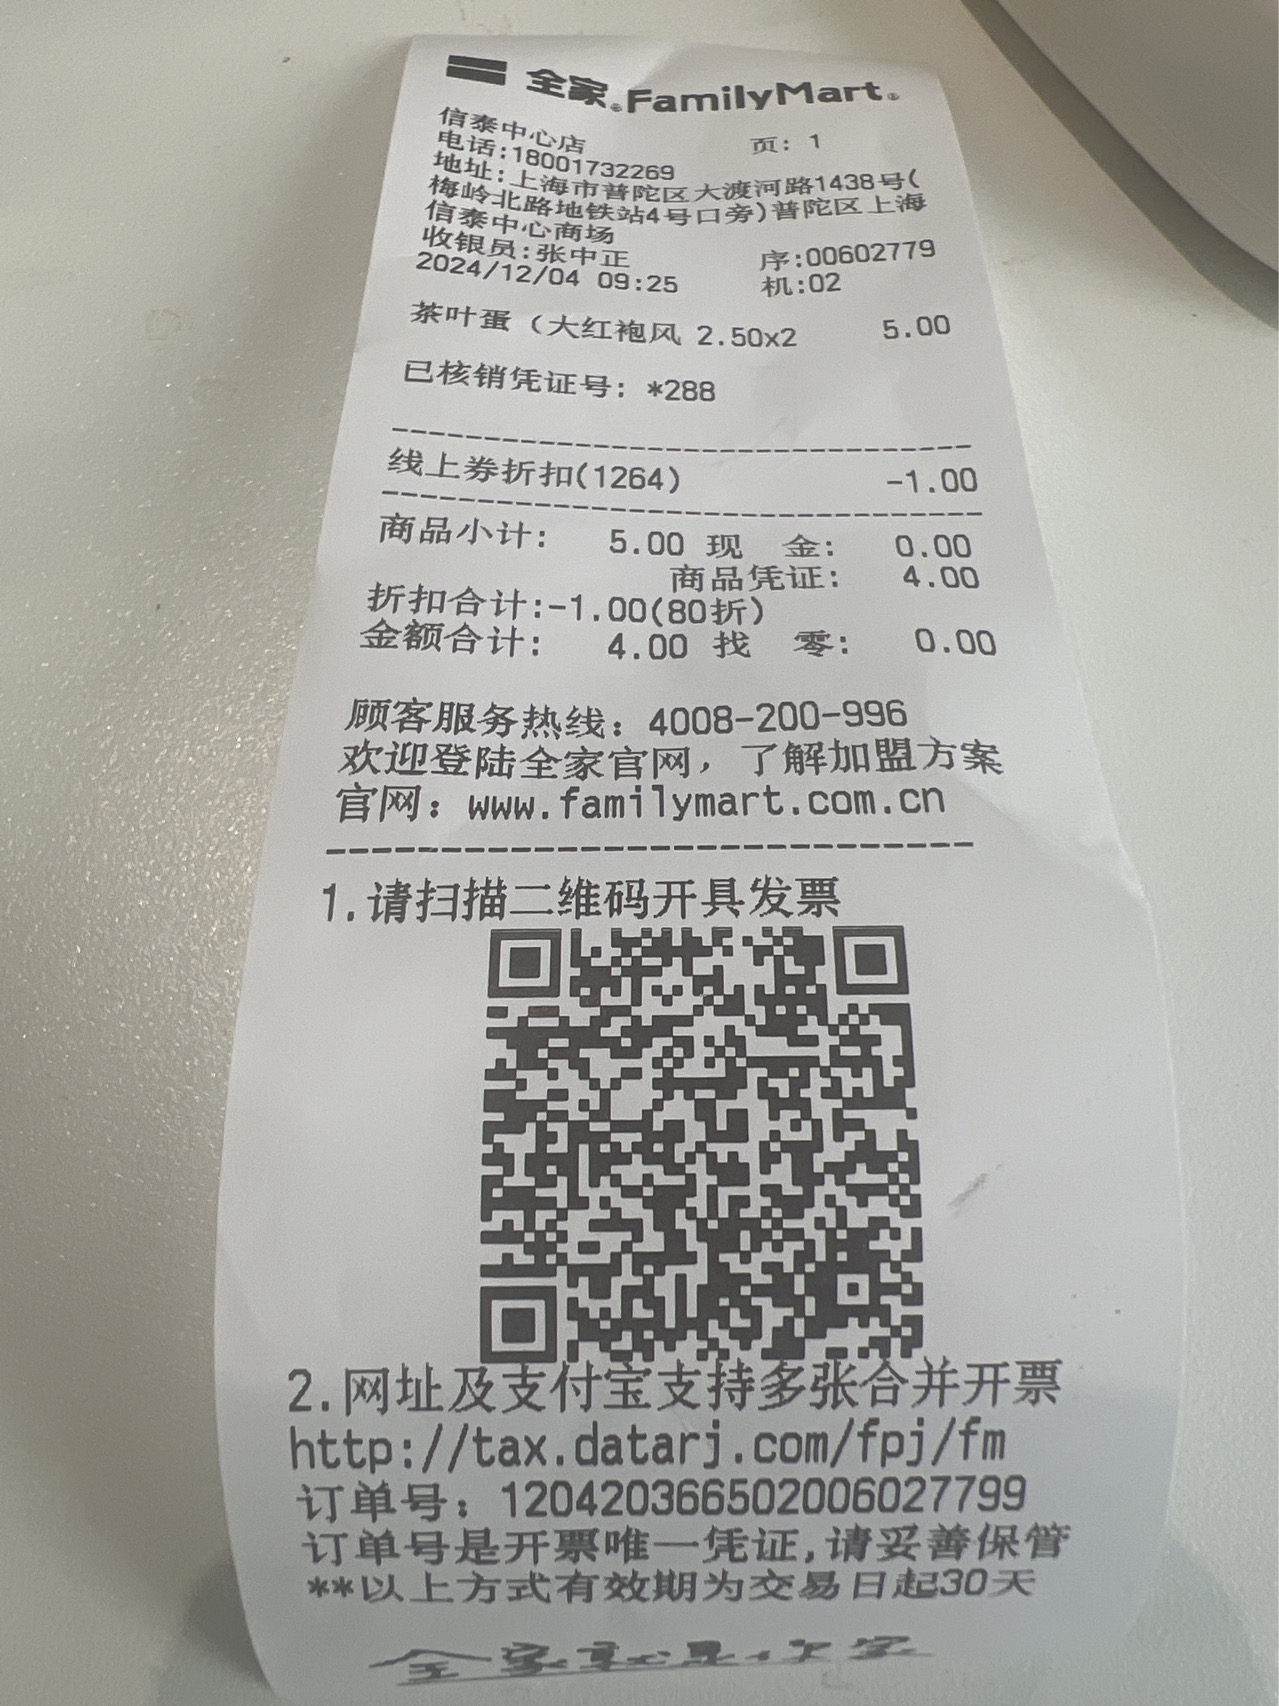 全家®FamilyMart®
信泰中心店 页: 1
电话:18001732269
地址:上海市普陀区大渡河路1438号(
梅岭北路地铁站4号口旁)普陀区上海
信泰中心商场
收银员:张中正 序:00602779
2024/12/04 09:25 机:02
茶叶蛋（大红袍风 2.50x2 5.00
已核销凭证号: *288
线上券折扣(1264) -1.00
商品小计: 5.00 现 金: 0.00
商品凭证: 4.00
折扣合计:-1.00(80折)
金额合计: 4.00 找 零: 0.00
顾客服务热线: 4008-200-996
欢迎登陆全家官网，了解加盟方案
官网: www.familymart.com.cn
1.请扫描二维码开具发票
2.网址及支付宝支持多张合并开票
http://tax.datarj.com/fpj/fm
订单号: 1204203665020060277​99
订单号是开票唯一凭证,请妥善保管
**以上方式有效期为交易日起30天
全家就是你家